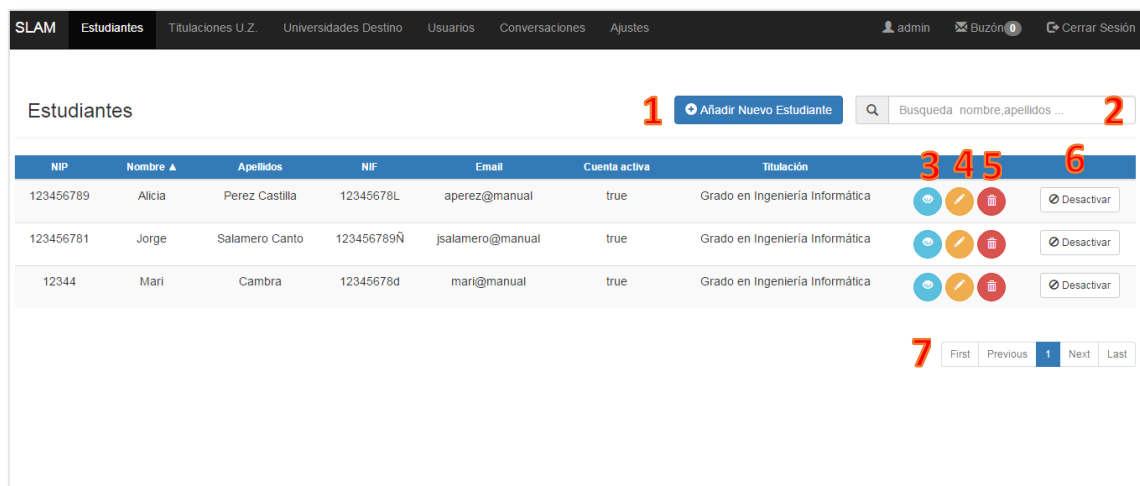 SLAM Estudiantes Titulaciones U.Z. Universidades Destino Usuarios Conversaciones Ajustes admin Buzón 0 Cerrar Sesión
Estudiantes 1 Añadir Nuevo Estudiante Busqueda nombre,apellidos ... 2
NIP Nombre ▲ Apellidos NIF Email Cuenta activa Titulación 3 4 5 6
123456789 Alicia Perez Castilla 12345678L aperez@manual true Grado en Ingeniería Informática Desactivar
123456781 Jorge Salamero Canto 123456789Ñ jsalamero@manual true Grado en Ingeniería Informática Desactivar
12344 Mari Cambra 12345678d mari@manual true Grado en Ingeniería Informática Desactivar
7 First Previous 1 Next Last